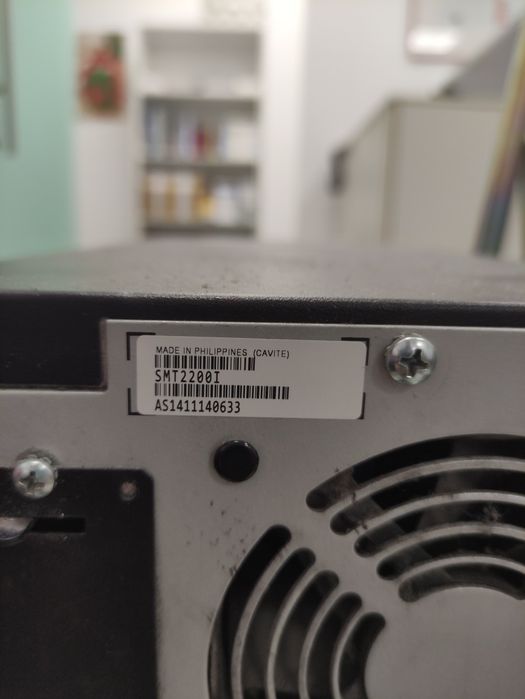 MADE IN PHILIPPINES (CAVITE)
SMT2200I
AS1411140633